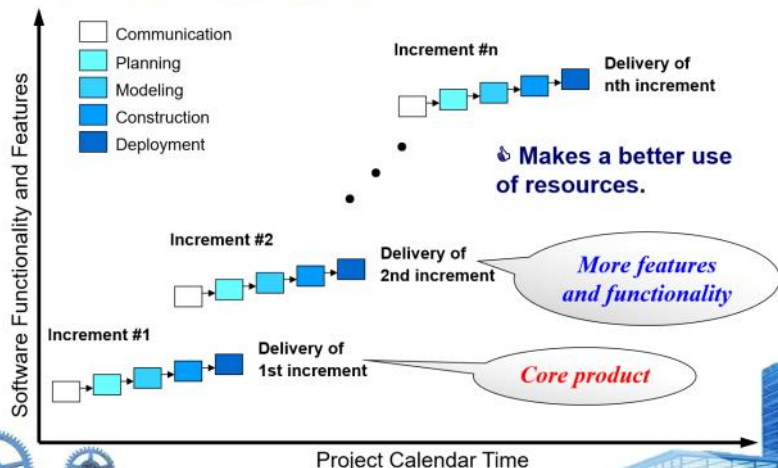 Communication
Planning
Modeling
Construction
Deployment
Increment #n
Delivery of
nth increment
👍 Makes a better use
of resources.
Increment #2
Delivery of
2nd increment
More features
and functionality
Increment #1
Delivery of
1st increment
Core product
Software Functionality and Features
Project Calendar Time